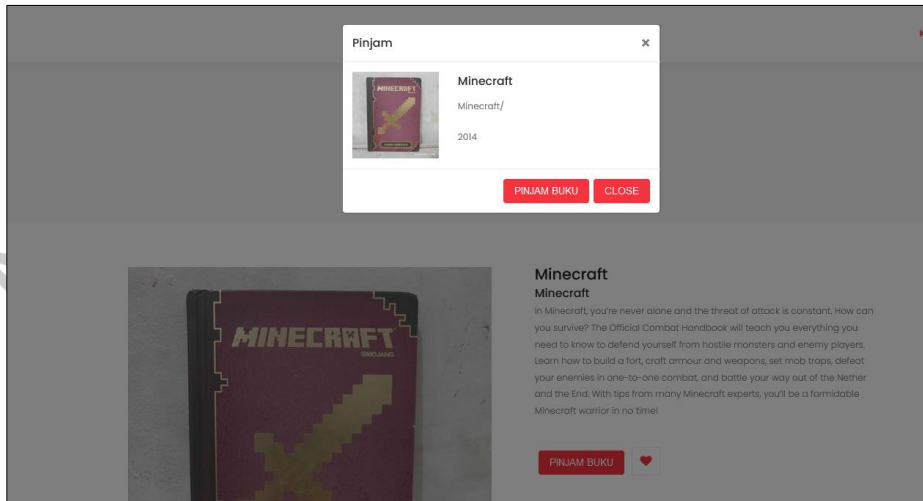 Pinjam ×
MINECRAFT
Minecraft
Minecraft/
2014
PINJAM BUKU CLOSE
MINECRAFT
Minecraft
Minecraft
In Minecraft, you're never alone and the threat of attack is constant. How can
you survive? The Official Combat Handbook will teach you everything you
need to know to defend yourself from hostile monsters and enemy players.
Learn how to build a fort, craft armour and weapons, set mob traps, defeat
your enemies in one-to-one combat, and battle your way out of the Nether
and the End. With tips from many Minecraft experts, you'll be a formidable
Minecraft warrior in no time!
PINJAM BUKU